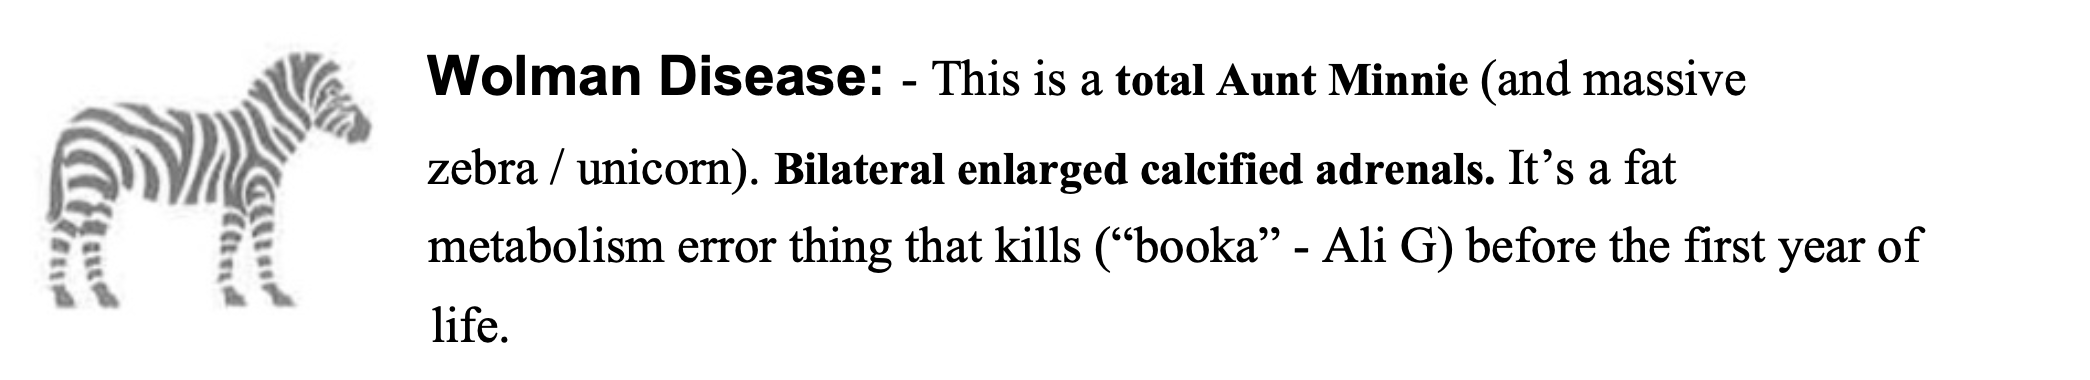 Wolman Disease: - This is a total Aunt Minnie (and massive
zebra / unicorn). Bilateral enlarged calcified adrenals. It’s a fat
metabolism error thing that kills (“booka” - Ali G) before the first year of
life.